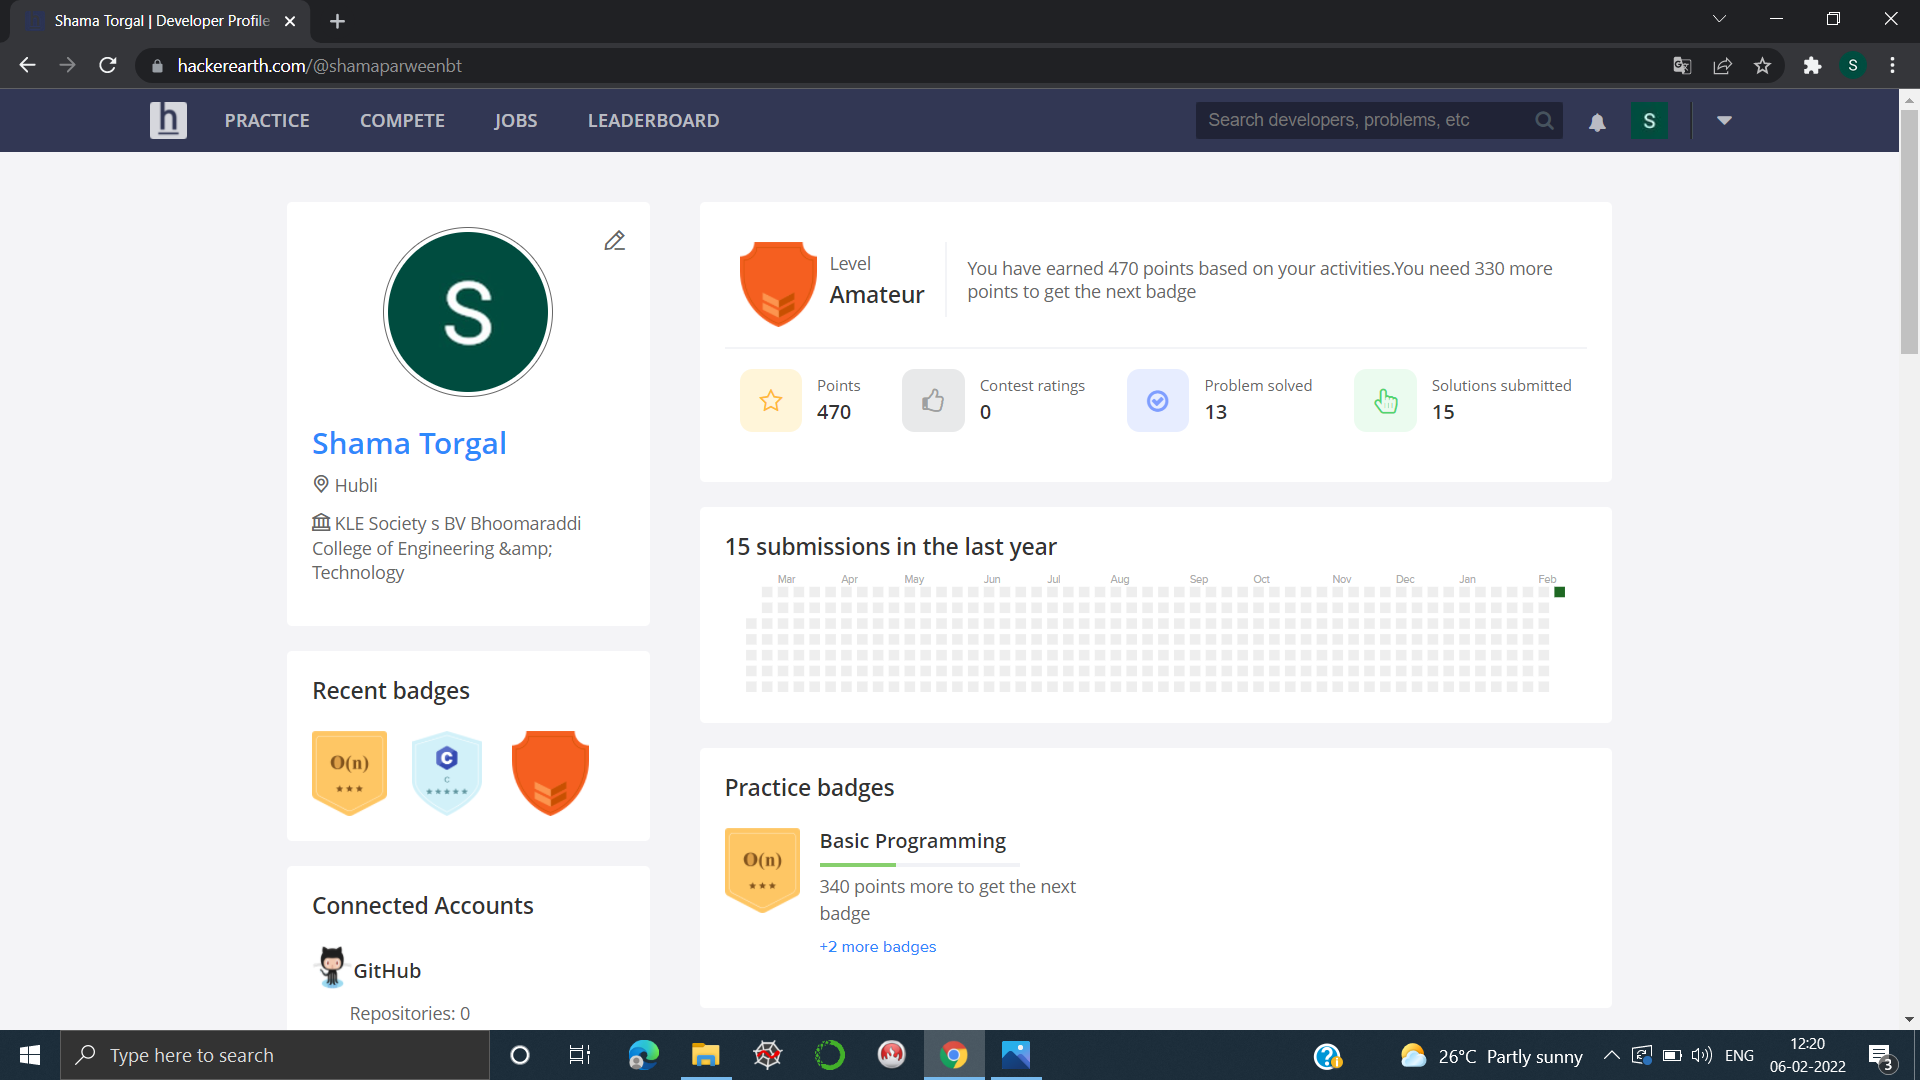 Shama Torgal | Developer Profile
hackerearth.com/@shamaparweenbt
S
h
PRACTICE
COMPETE
JOBS
LEADERBOARD
Search developers, problems, etc
S
S
Shama Torgal
Hubli
KLE Society s BV Bhoomaraddi
College of Engineering &amp;
Technology
Level
Amateur
You have earned 470 points based on your activities.You need 330 more
points to get the next badge
Points
470
Contest ratings
0
Problem solved
13
Solutions submitted
15
15 submissions in the last year
Mar Apr May Jun Jul Aug Sep Oct Nov Dec Jan Feb
Recent badges
O(n)
C
C
Practice badges
O(n)
Basic Programming
340 points more to get the next
badge
+2 more badges
Connected Accounts
GitHub
Repositories: 0
Type here to search
26°C Partly sunny
ENG
12:20
06-02-2022
3